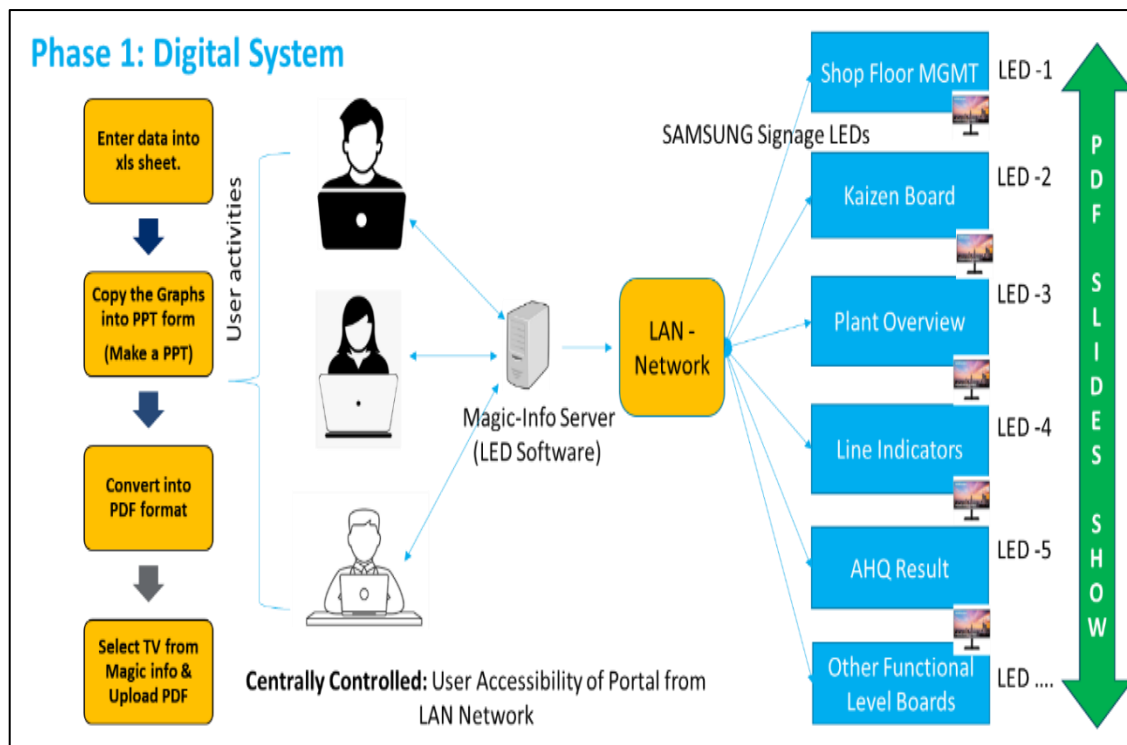 Phase 1: Digital System
Enter data into
xls sheet.
Copy the Graphs
into PPT form
(Make a PPT)
Convert into
PDF format
Select TV from
Magic info &
Upload PDF
User activities
Magic-Info Server
(LED Software)
Centrally Controlled: User Accessibility of Portal from
LAN Network
LAN -
Network
SAMSUNG Signage LEDs
Shop Floor MGMT
LED -1
Kaizen Board
LED -2
Plant Overview
LED -3
Line Indicators
LED -4
AHQ Result
LED -5
Other Functional
Level Boards
LED ....
PDF SLIDES SHOW